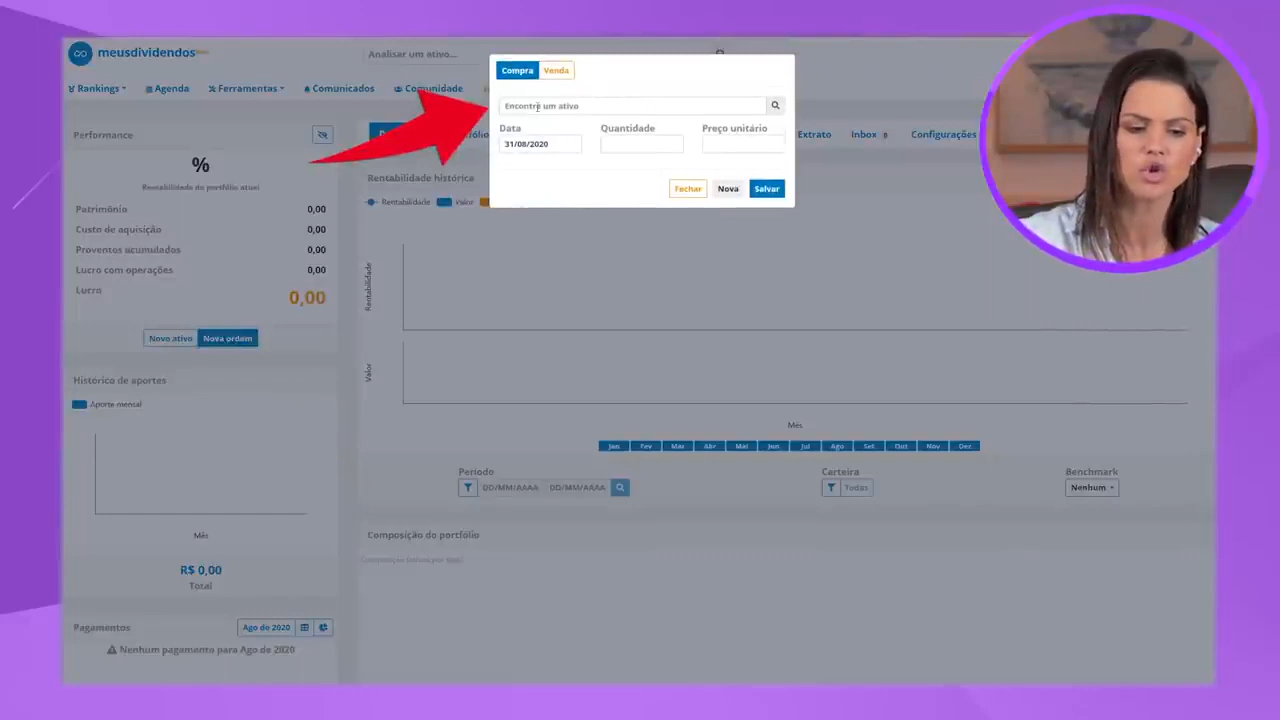 meusdividendos
Analisar um ativo...
Rankings
Agenda
Ferramentas
Comunicados
Comunidade
Compra
Venda
Encontre um ativo
Data
Quantidade
Preço unitário
31/08/2020
Fechar
Nova
Salvar
Extrato
Inbox 0
Configurações
Performance
%
Rentabilidade do portfólio atual
Patrimônio 0,00
Custo de aquisição 0,00
Proventos acumulados 0,00
Lucro com operações 0,00
Lucro 0,00
Novo ativo
Nova ordem
Histórico de aportes
Aporte mensal
Mês
R$ 0,00
Total
Pagamentos
Ago de 2020
Nenhum pagamento para Ago de 2020
Rentabilidade histórica
Rentabilidade
Valor
Rentabilidade
Valor
Mês
Jan Fev Mar Abr Mai Jun Jul Ago Set Out Nov Dez
Período
DD/MM/AAAA DD/MM/AAAA
Carteira
Todas
Benchmark
Nenhum
Composição do portfólio